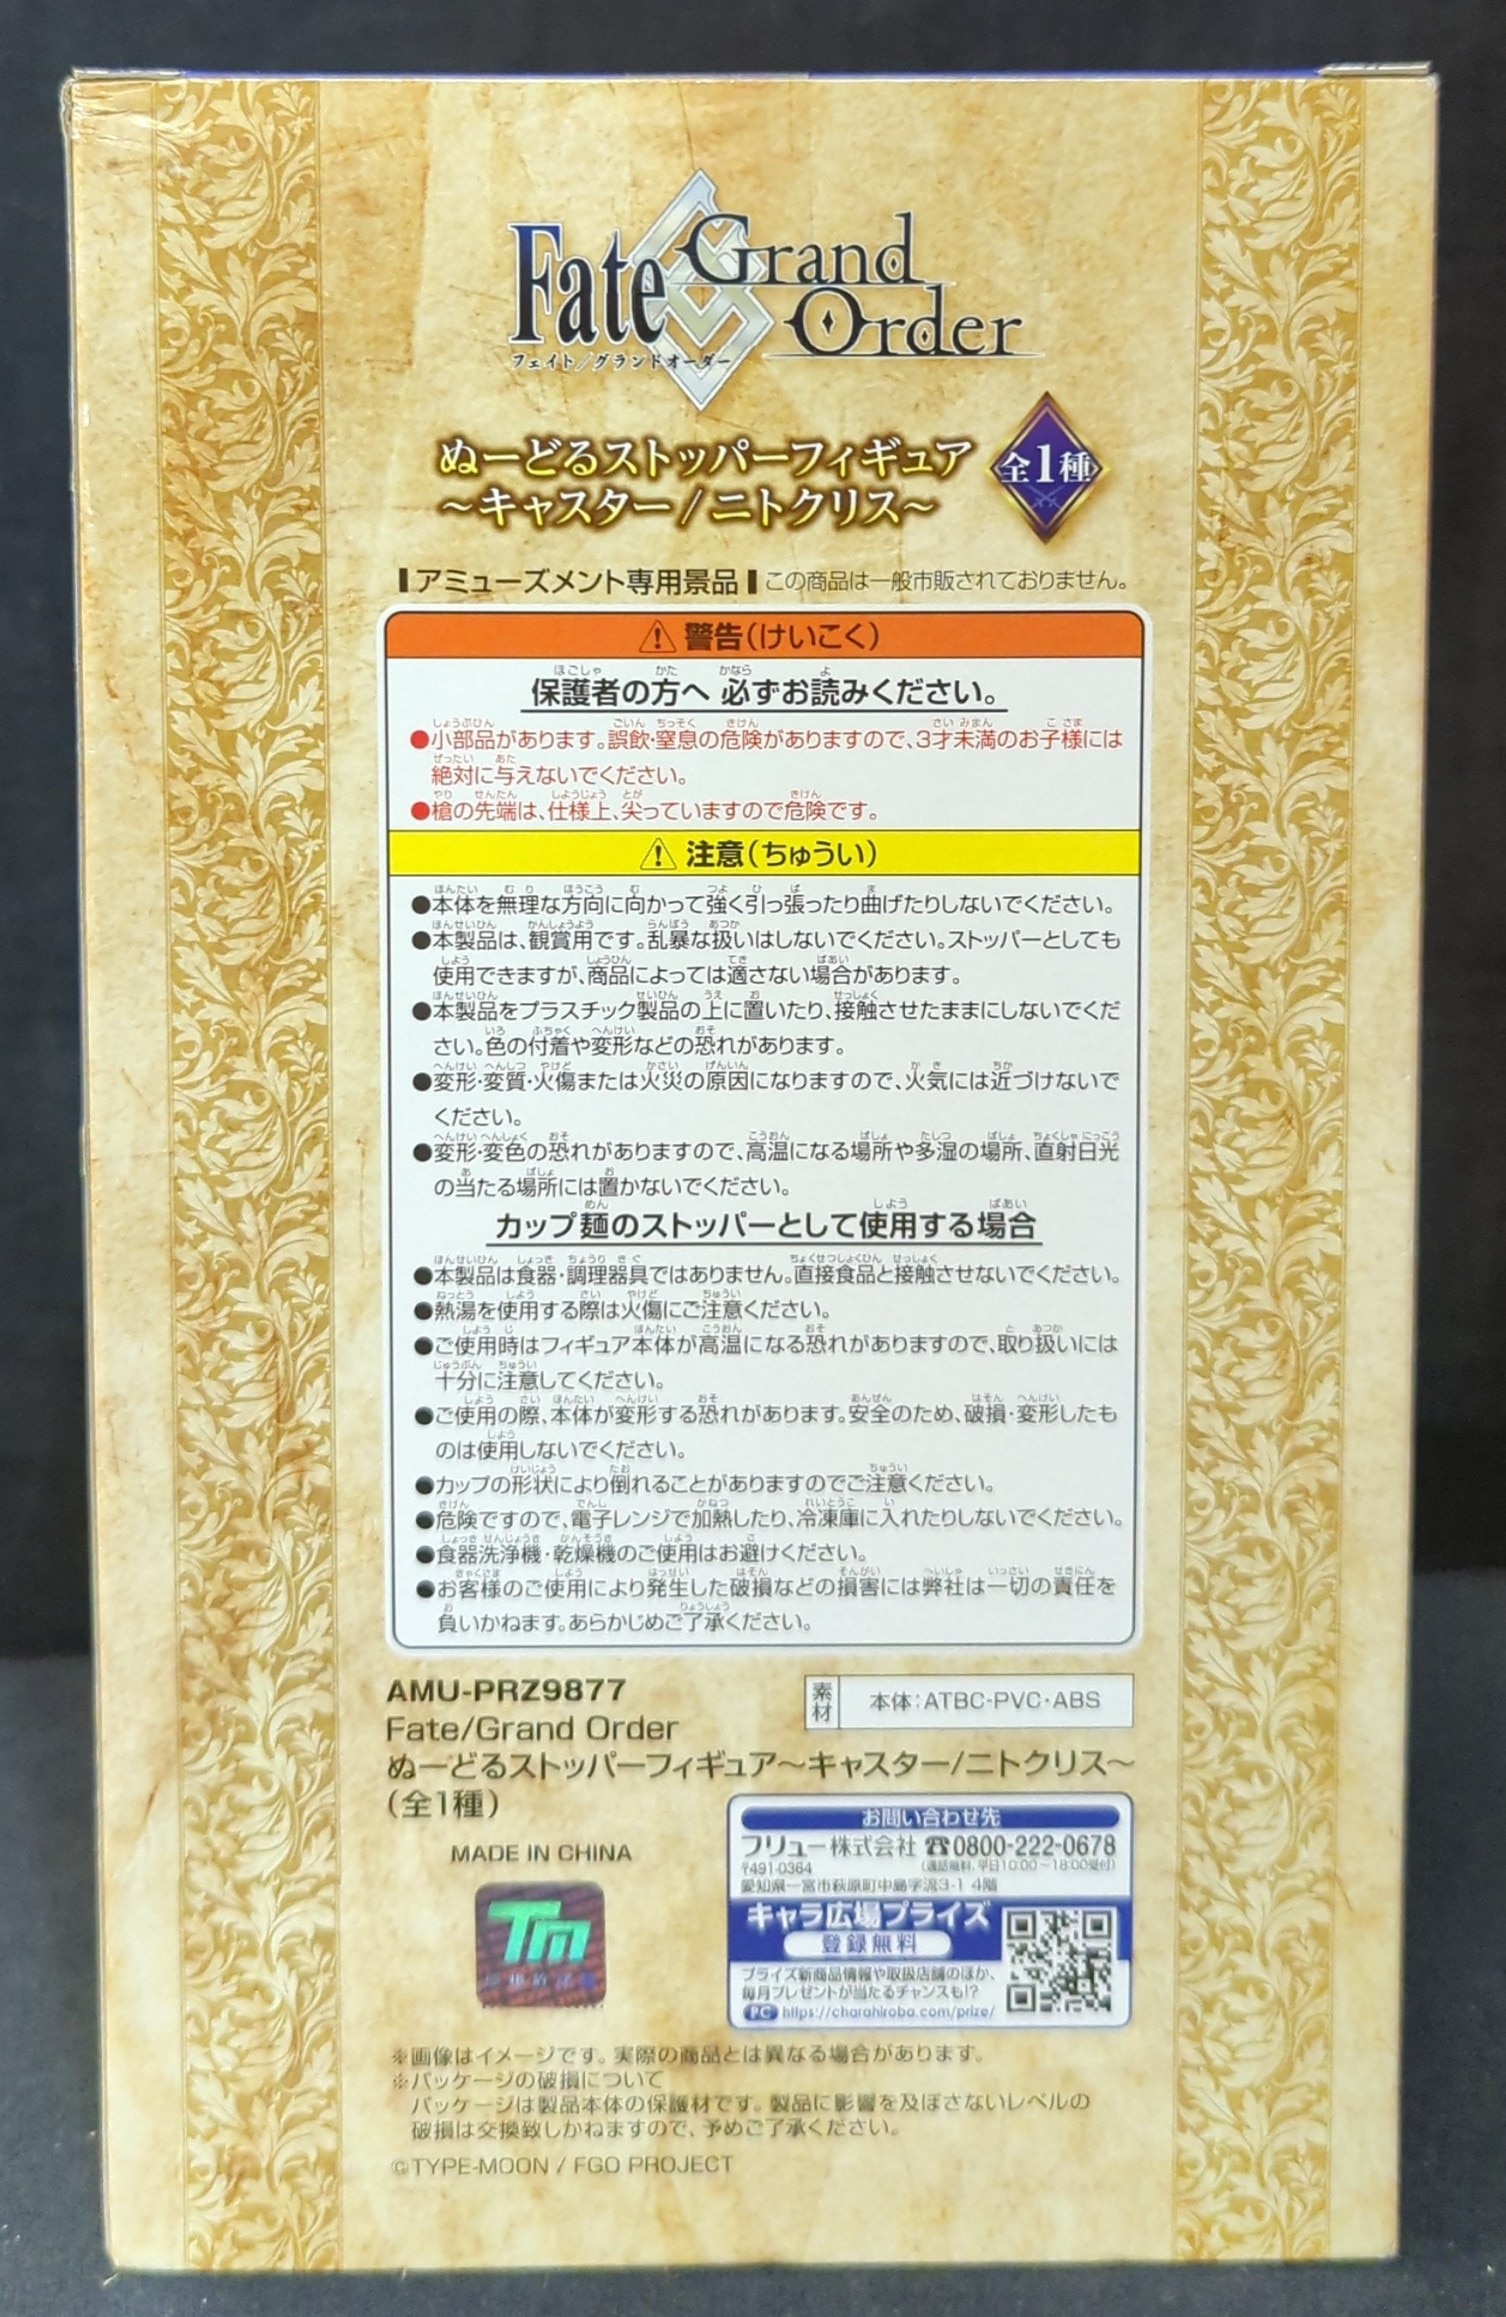 Fate Grand Order
フェイト/グランドオーダー
ぬーどるストッパーフィギュア
～キャスター/ニトクリス～
全1種
アミューズメント専用景品 この商品は一般市販されておりません。
⚠ 警告(けいこく)
保護者の方へ 必ずお読みください。
●小部品があります。誤飲・窒息の危険がありますので、3才未満のお子様には
絶対に与えないでください。
●槍の先端は、仕様上、尖っていますので危険です。
⚠ 注意(ちゅうい)
●本体を無理な方向に向かって強く引っ張ったり曲げたりしないでください。
●本製品は、観賞用です。乱暴な扱いはしないでください。ストッパーとしても
使用できますが、商品によっては適さない場合があります。
●本製品をプラスチック製品の上に置いたり、接触させたままにしないでくだ
さい。色の付着や変形などの恐れがあります。
●変形・変質・火傷または火災の原因になりますので、火気には近づけないで
ください。
●変形・変色の恐れがありますので、高温になる場所や多湿の場所、直射日光
の当たる場所には置かないでください。
カップ麺のストッパーとして使用する場合
●本製品は食器・調理器具ではありません。直接食品と接触させないでください。
●熱湯を使用する際は火傷にご注意ください。
●ご使用時はフィギュア本体が高温になる恐れがありますので、取り扱いには
十分に注意してください。
●ご使用の際、本体が変形する恐れがあります。安全のため、破損・変形したも
のは使用しないでください。
●カップの形状により倒れることがありますのでご注意ください。
●危険ですので、電子レンジで加熱したり、冷凍庫に入れたりしないでください。
●食器洗浄機・乾燥機のご使用はお避けください。
●お客様のご使用により発生した破損などの損害には弊社は一切の責任を
負いかねます。あらかじめご了承ください。
AMU-PRZ9877
Fate/Grand Order
ぬーどるストッパーフィギュア～キャスター/ニトクリス～
(全1種)
素材 本体:ATBC-PVC・ABS
MADE IN CHINA
TM
お問い合わせ先
フリュー株式会社 ☎0800-222-0678
〒491-0364 (通話無料、平日10:00～18:00受付)
愛知県一宮市萩原町中島字流3-1 4階
キャラ広場プライズ
登録無料
プライズ新商品情報や取扱店舗のほか、
毎月プレゼントが当たるチャンスも!?
PC https://charahiroba.com/prize/
※画像はイメージです。実際の商品とは異なる場合があります。
※パッケージの破損について
パッケージは製品本体の保護材です。製品に影響を及ぼさないレベルの
破損は交換致しかねますので、予めご了承ください。
©TYPE-MOON / FGO PROJECT